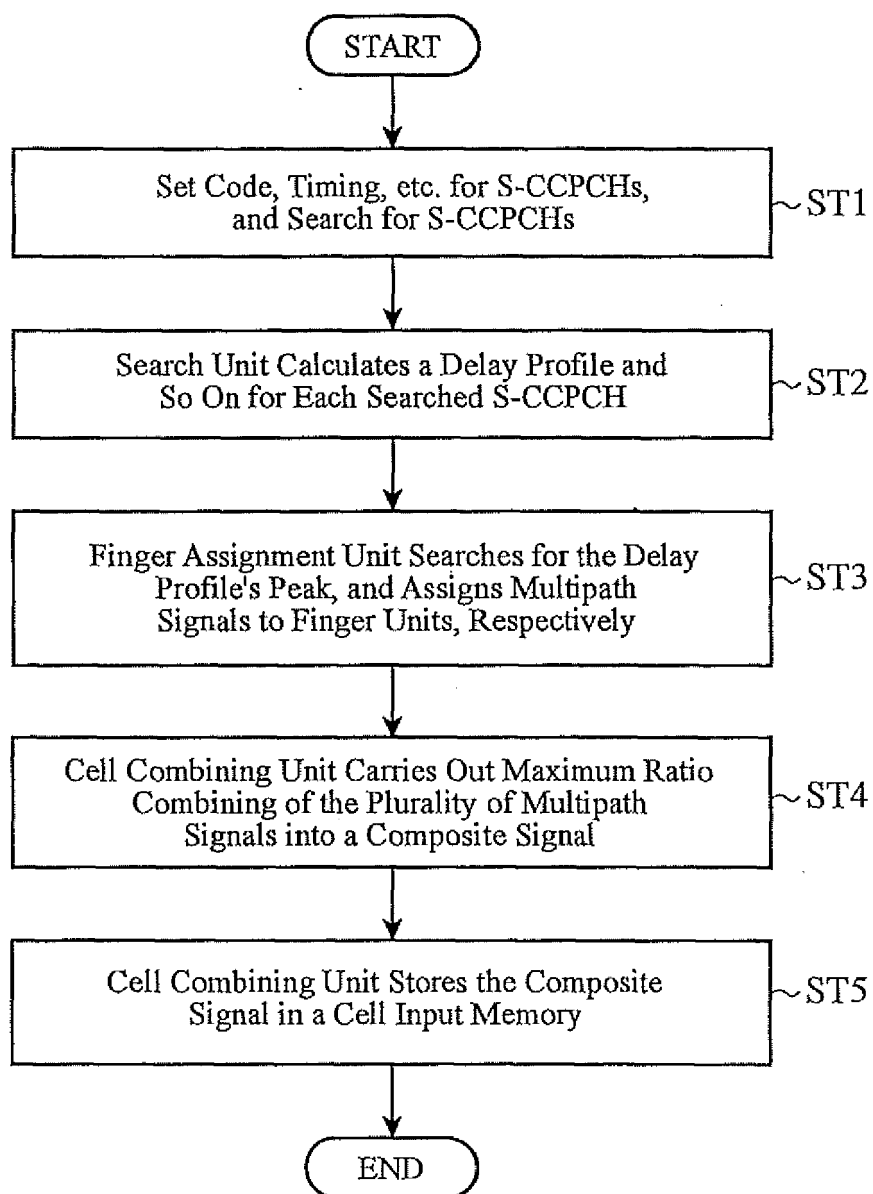 START
Set Code, Timing, etc. for S-CCPCHs,
and Search for S-CCPCHs
~ST1
Search Unit Calculates a Delay Profile and
So On for Each Searched S-CCPCH
~ST2
Finger Assignment Unit Searches for the Delay
Profile's Peak, and Assigns Multipath
Signals to Finger Units, Respectively
~ST3
Cell Combining Unit Carries Out Maximum Ratio
Combining of the Plurality of Multipath
Signals into a Composite Signal
~ST4
Cell Combining Unit Stores the Composite
Signal in a Cell Input Memory
~ST5
END